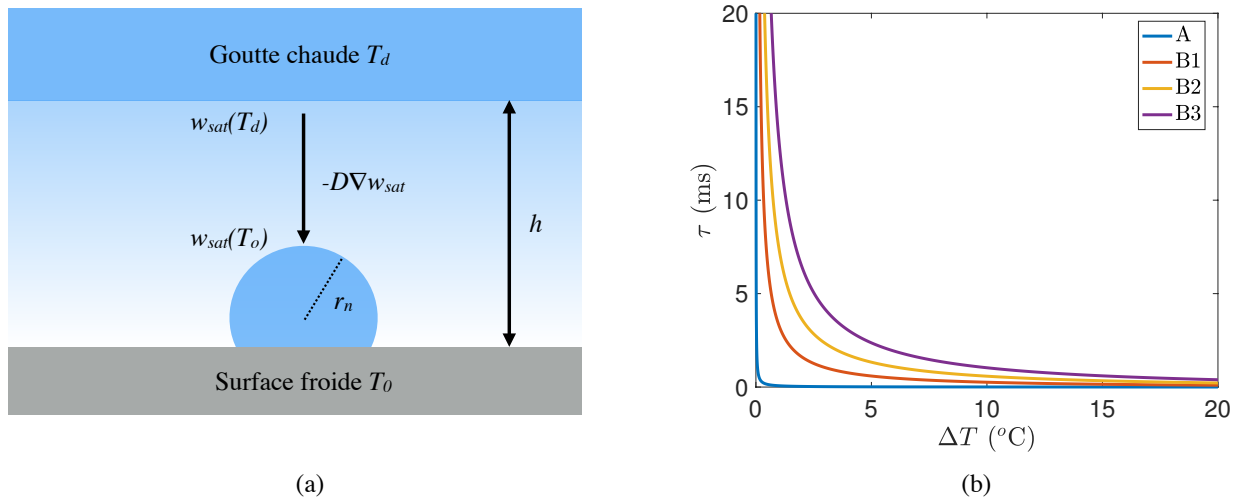 Goutte chaude T_d
w_sat(T_d)
-D∇w_sat
w_sat(T_o)
h
r_n
Surface froide T_0
(a)
20
15
10
5
0
τ (ms)
A
B1
B2
B3
0 5 10 15 20
ΔT (°C)
(b)